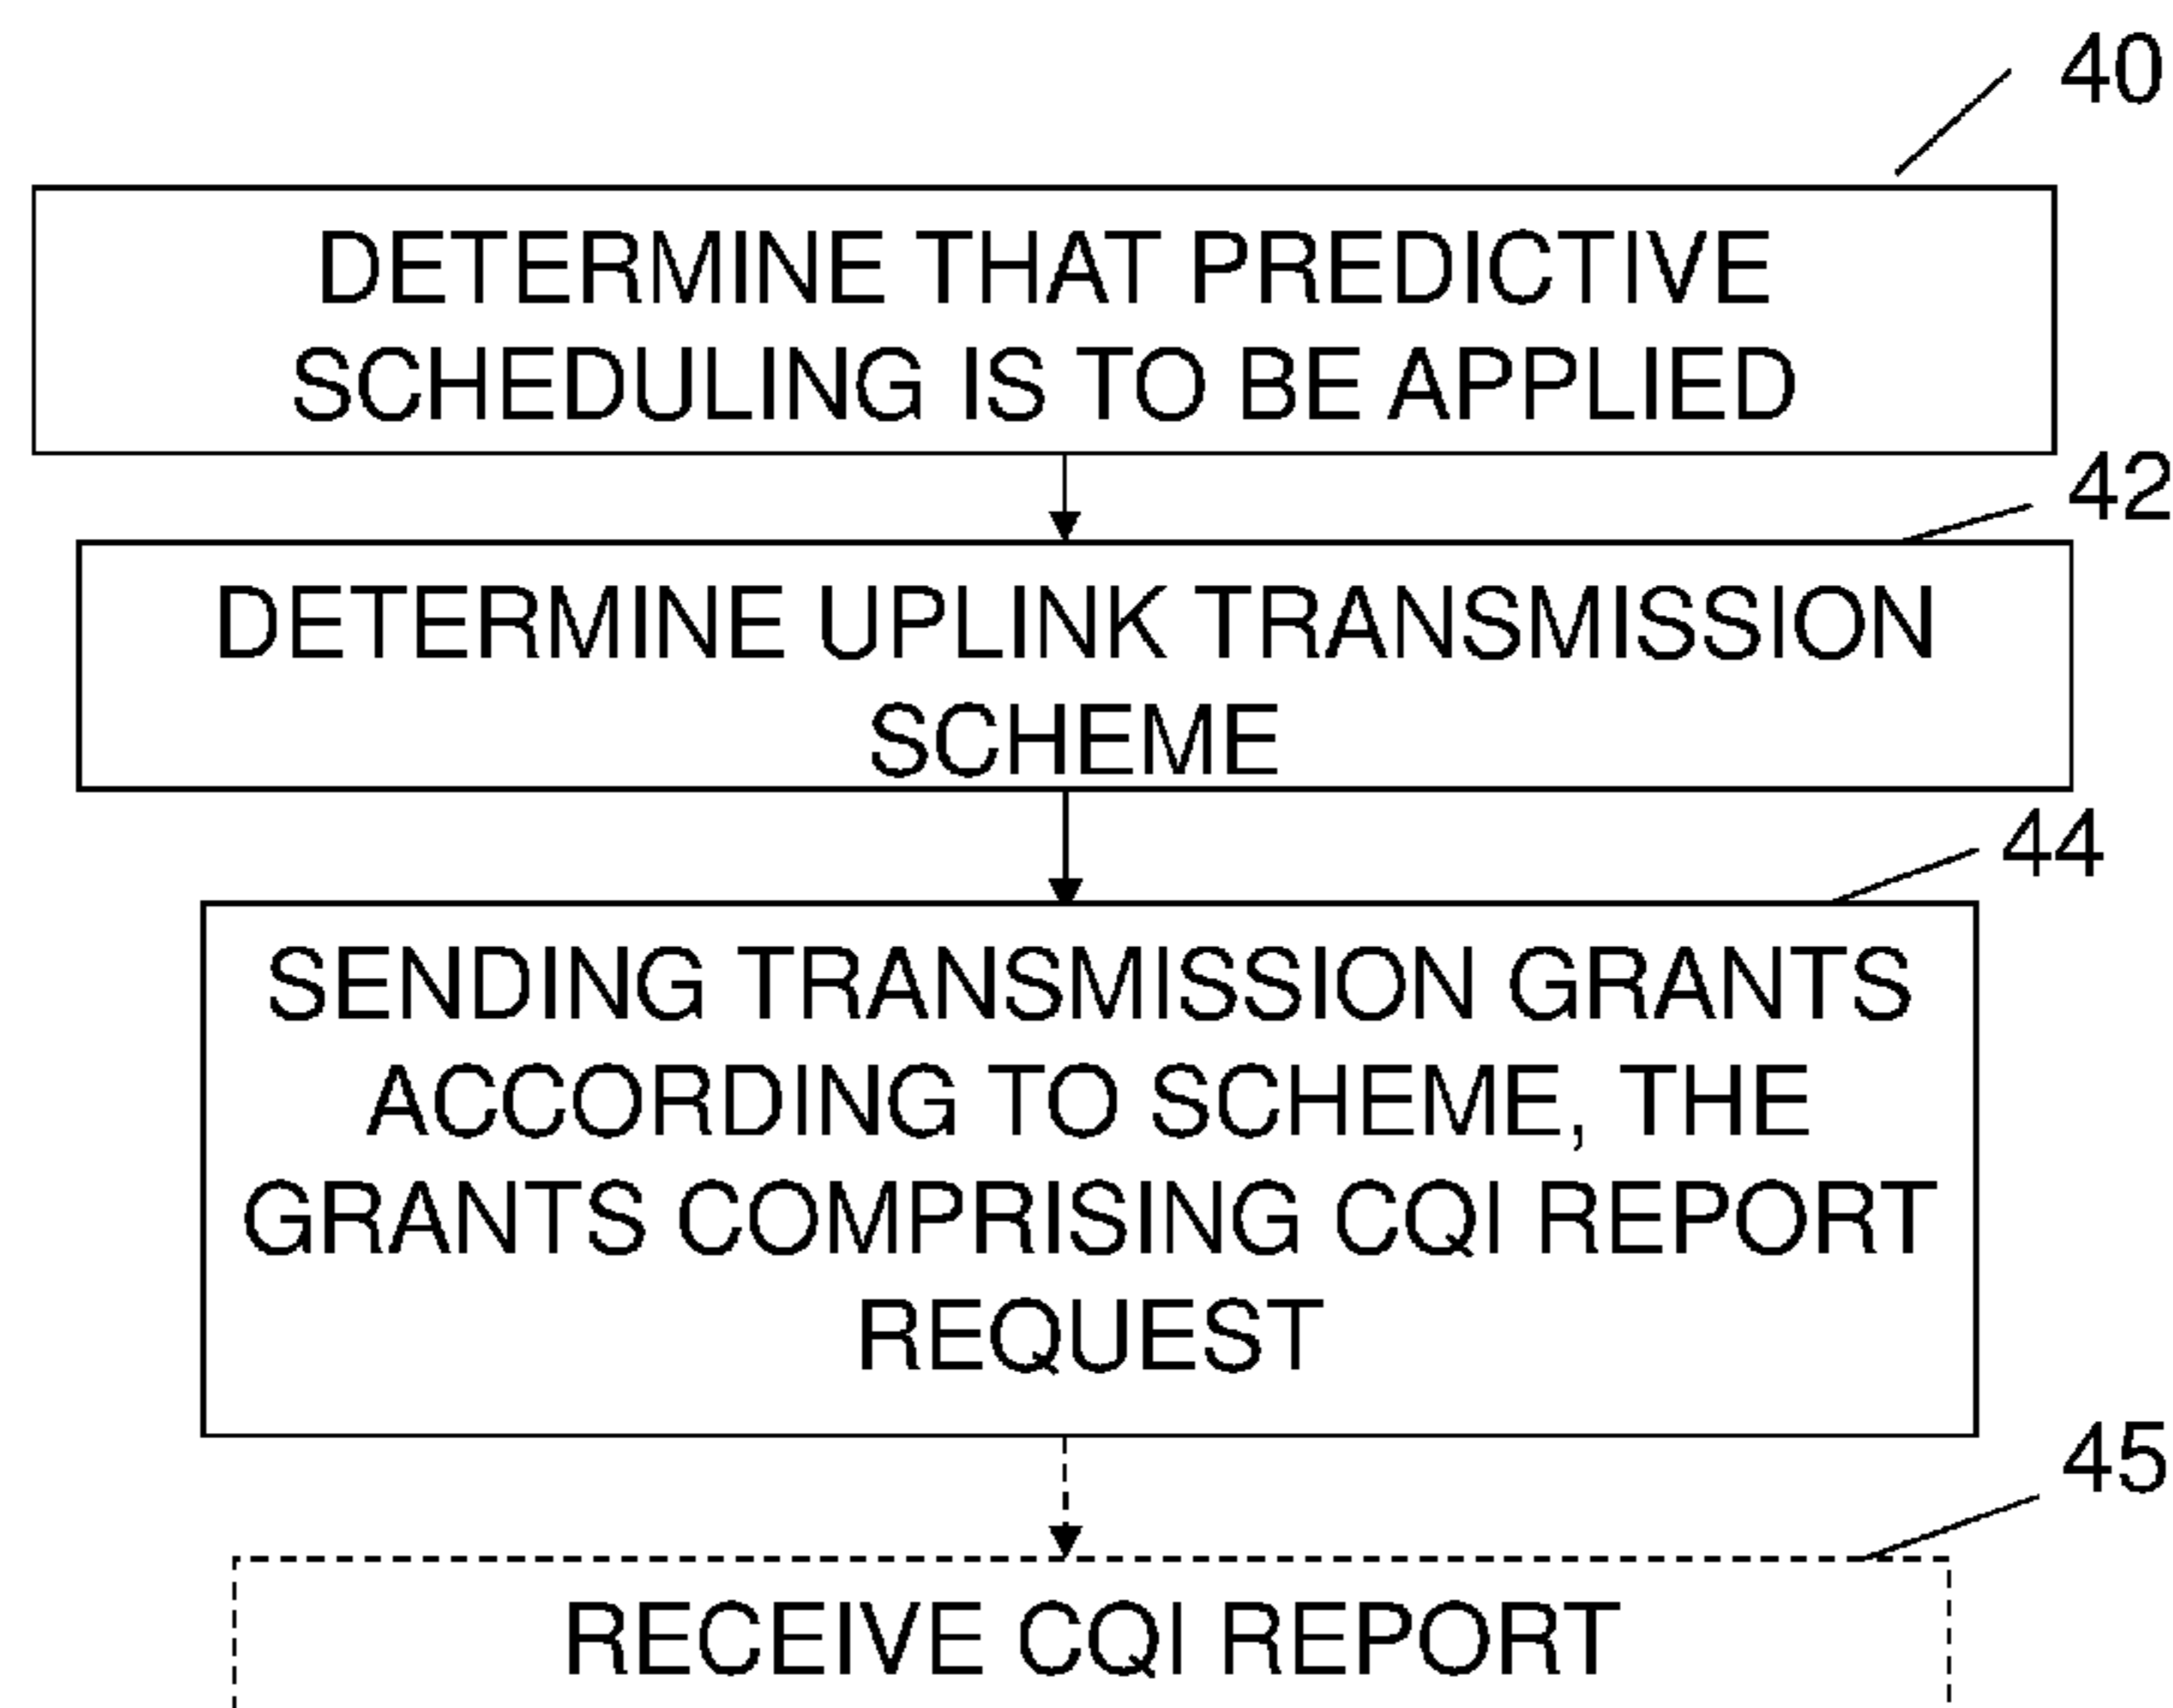 40
DETERMINE THAT PREDICTIVE
SCHEDULING IS TO BE APPLIED
42
DETERMINE UPLINK TRANSMISSION
SCHEME
44
SENDING TRANSMISSION GRANTS
ACCORDING TO SCHEME, THE
GRANTS COMPRISING CQI REPORT
REQUEST
45
RECEIVE CQI REPORT